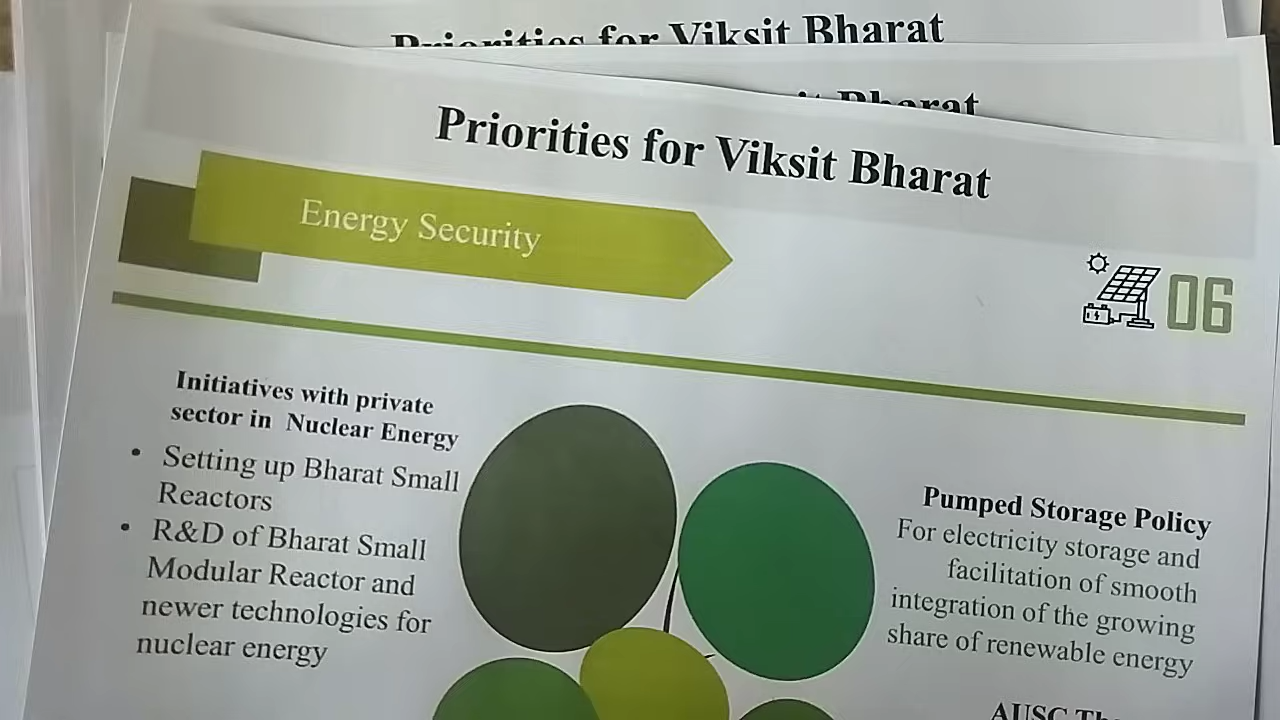 Priorities for Viksit Bharat
Bharat
Priorities for Viksit Bharat
Energy Security
06
Initiatives with private
sector in Nuclear Energy
• Setting up Bharat Small
Reactors
• R&D of Bharat Small
Modular Reactor and
newer technologies for
nuclear energy
Pumped Storage Policy
For electricity storage and
facilitation of smooth
integration of the growing
share of renewable energy
AUSC